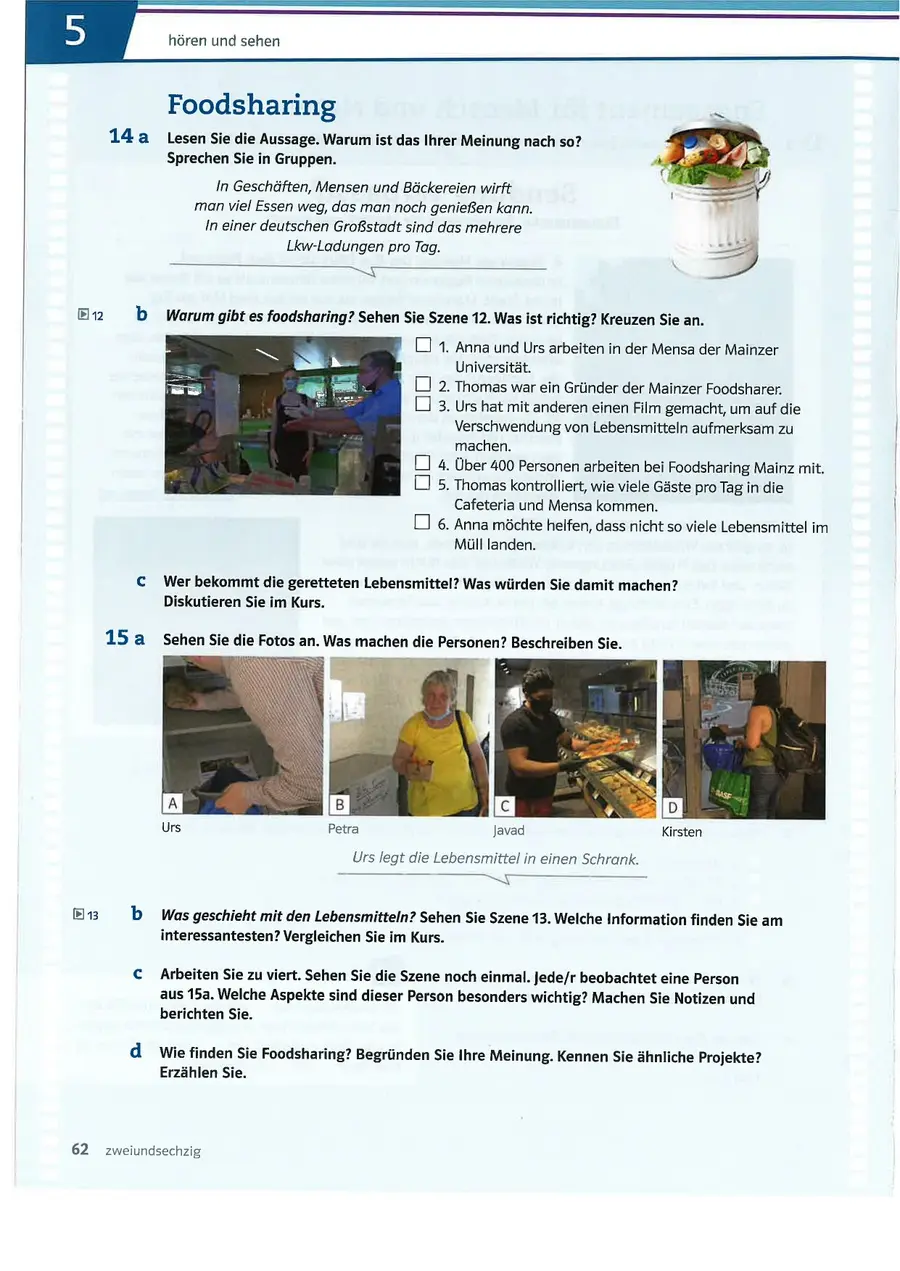 5
hören und sehen
Foodsharing
14 a Lesen Sie die Aussage. Warum ist das Ihrer Meinung nach so?
Sprechen Sie in Gruppen.
In Geschäften, Mensen und Bäckereien wirft
man viel Essen weg, das man noch genießen kann.
In einer deutschen Großstadt sind das mehrere
Lkw-Ladungen pro Tag.
12 b Warum gibt es foodsharing? Sehen Sie Szene 12. Was ist richtig? Kreuzen Sie an.
1. Anna und Urs arbeiten in der Mensa der Mainzer
Universität.
2. Thomas war ein Gründer der Mainzer Foodsharer.
3. Urs hat mit anderen einen Film gemacht, um auf die
Verschwendung von Lebensmitteln aufmerksam zu
machen.
4. Über 400 Personen arbeiten bei Foodsharing Mainz mit.
5. Thomas kontrolliert, wie viele Gäste pro Tag in die
Cafeteria und Mensa kommen.
6. Anna möchte helfen, dass nicht so viele Lebensmittel im
Müll landen.
c Wer bekommt die geretteten Lebensmittel? Was würden Sie damit machen?
Diskutieren Sie im Kurs.
15 a Sehen Sie die Fotos an. Was machen die Personen? Beschreiben Sie.
A B C D
Urs Petra Javad Kirsten
Urs legt die Lebensmittel in einen Schrank.
13 b Was geschieht mit den Lebensmitteln? Sehen Sie Szene 13. Welche Information finden Sie am
interessantesten? Vergleichen Sie im Kurs.
c Arbeiten Sie zu viert. Sehen Sie die Szene noch einmal. Jede/r beobachtet eine Person
aus 15a. Welche Aspekte sind dieser Person besonders wichtig? Machen Sie Notizen und
berichten Sie.
d Wie finden Sie Foodsharing? Begründen Sie Ihre Meinung. Kennen Sie ähnliche Projekte?
Erzählen Sie.
62 zweiundsechzig